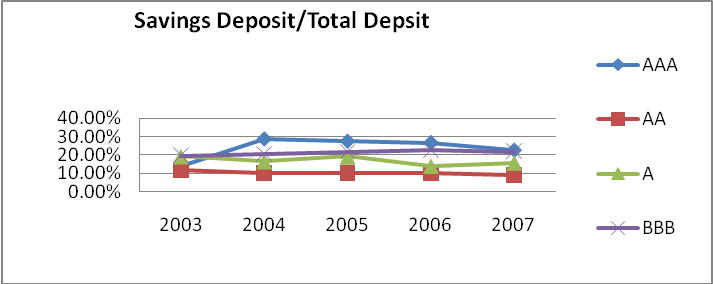 Savings Deposit/Total Depsit
40.00%
30.00%
20.00%
10.00%
0.00%
2003 2004 2005 2006 2007
AAA
AA
A
BBB